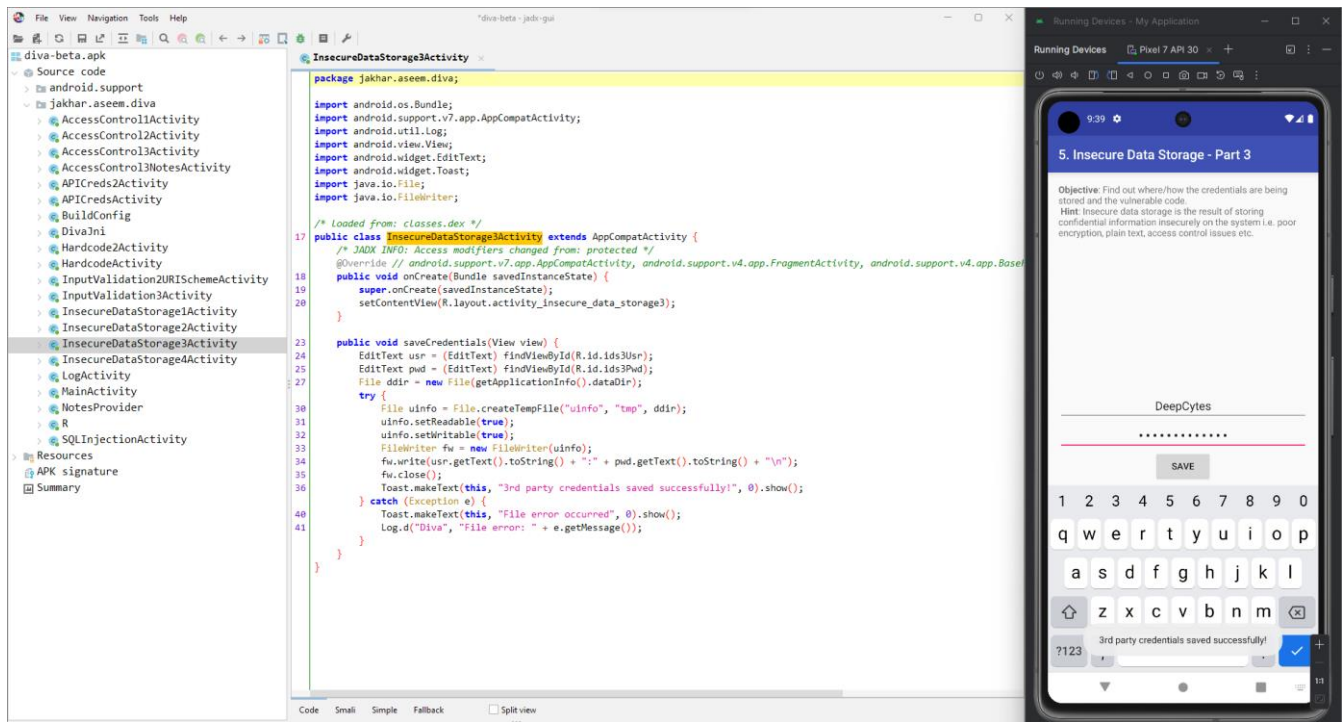 File View Navigation Tools Help
*diva-beta - jadx-gui
diva-beta.apk
Source code
android.support
jakhar.aseem.diva
AccessControl1Activity
AccessControl2Activity
AccessControl3Activity
AccessControl3NotesActivity
APICreds2Activity
APICredsActivity
BuildConfig
DivaJni
Hardcode2Activity
HardcodeActivity
InputValidation2URISchemeActivity
InputValidation3Activity
InsecureDataStorage1Activity
InsecureDataStorage2Activity
InsecureDataStorage3Activity
InsecureDataStorage4Activity
LogActivity
MainActivity
NotesProvider
R
SQLInjectionActivity
Resources
APK signature
Summary
InsecureDataStorage3Activity
package jakhar.aseem.diva;
import android.os.Bundle;
import android.support.v7.app.AppCompatActivity;
import android.util.Log;
import android.view.View;
import android.widget.EditText;
import android.widget.Toast;
import java.io.File;
import java.io.FileWriter;
/* loaded from: classes.dex */
17 public class InsecureDataStorage3Activity extends AppCompatActivity {
/* JADX INFO: Access modifiers changed from: protected */
@Override // android.support.v7.app.AppCompatActivity, android.support.v4.app.FragmentActivity, android.support.v4.app.BaseF
18 public void onCreate(Bundle savedInstanceState) {
19 super.onCreate(savedInstanceState);
20 setContentView(R.layout.activity_insecure_data_storage3);
}
23 public void saveCredentials(View view) {
24 EditText usr = (EditText) findViewById(R.id.ids3Usr);
25 EditText pwd = (EditText) findViewById(R.id.ids3Pwd);
27 File ddir = new File(getApplicationInfo().dataDir);
try {
30 File uinfo = File.createTempFile("uinfo", "tmp", ddir);
31 uinfo.setReadable(true);
32 uinfo.setWritable(true);
33 FileWriter fw = new FileWriter(uinfo);
34 fw.write(usr.getText().toString() + ":" + pwd.getText().toString() + "\n");
35 fw.close();
36 Toast.makeText(this, "3rd party credentials saved successfully!", 0).show();
} catch (Exception e) {
40 Toast.makeText(this, "File error occurred", 0).show();
41 Log.d("Diva", "File error: " + e.getMessage());
}
}
}
Code Smali Simple Fallback Split view
Running Devices - My Application
Running Devices Pixel 7 API 30
9:39
5. Insecure Data Storage - Part 3
Objective: Find out where/how the credentials are being
stored and the vulnerable code.
Hint: Insecure data storage is the result of storing
confidential information insecurely on the system i.e. poor
encryption, plain text, access control issues etc.
DeepCytes
•••••••••••••
SAVE
1 2 3 4 5 6 7 8 9 0
q w e r t y u i o p
a s d f g h j k l
z x c v b n m
3rd party credentials saved successfully!
?123 ,
1:1